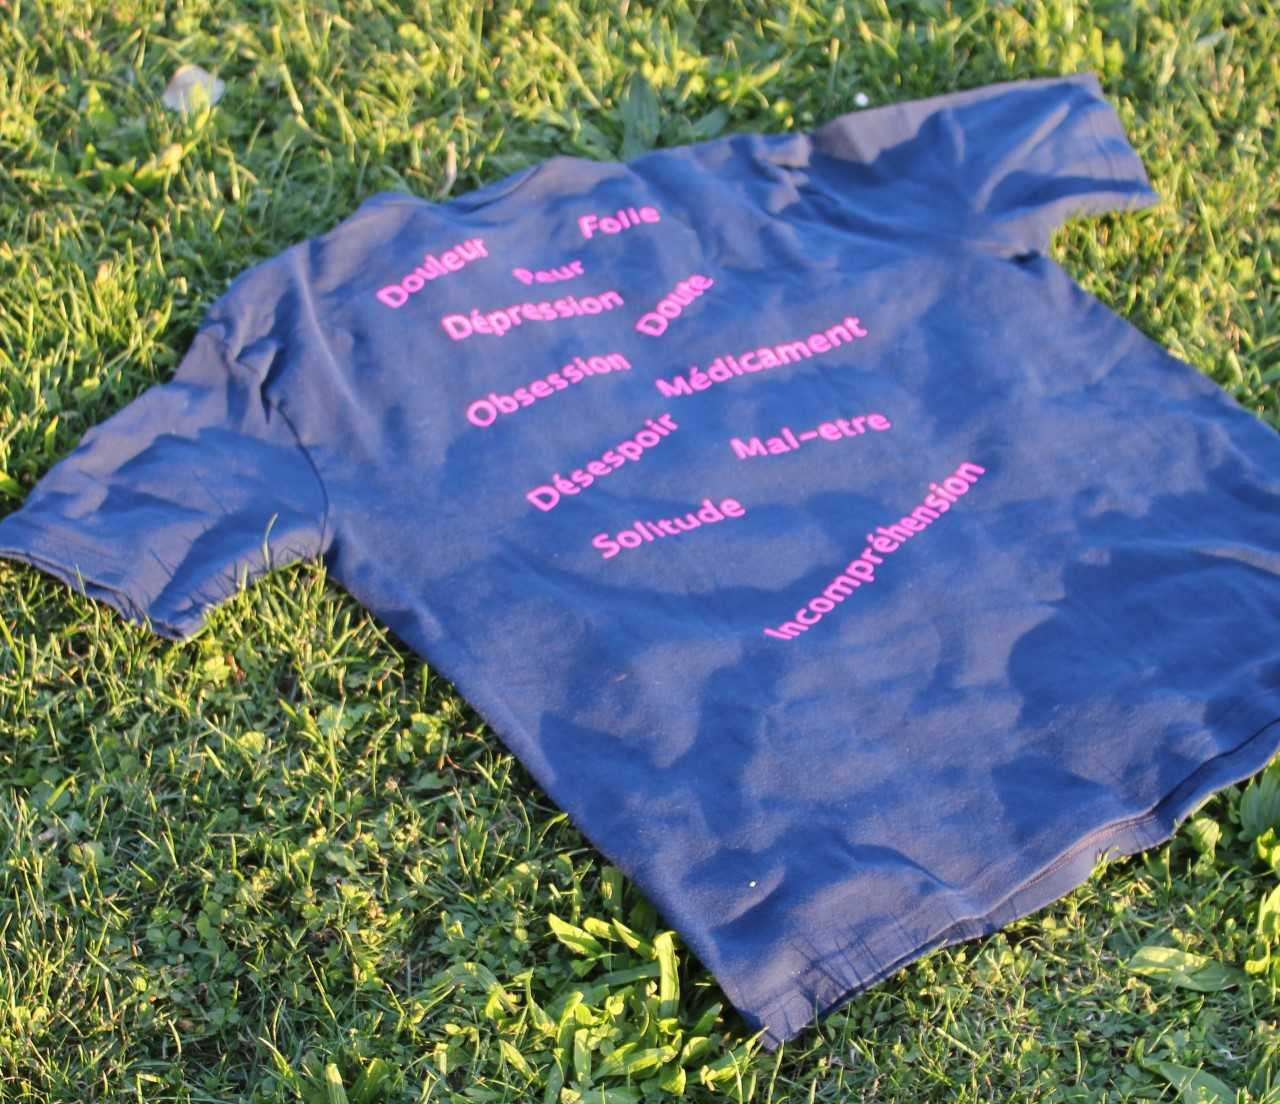 Folie
Douleur
Peur
Dépression
Doute
Obsession
Médicament
Désespoir
Mal-etre
Solitude
Incompréhension